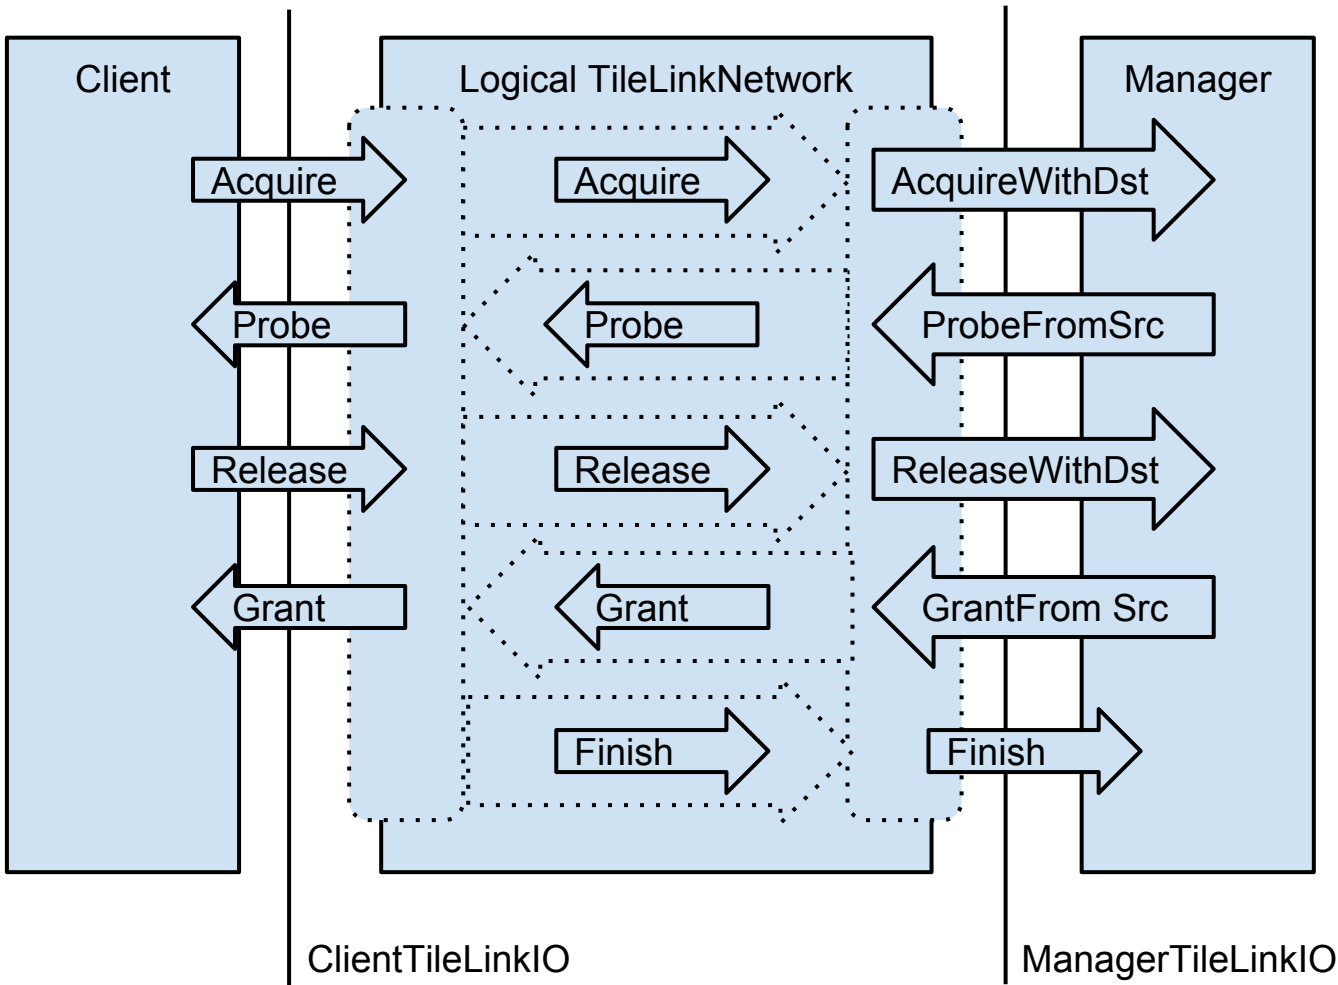 Client
Logical TileLinkNetwork
Manager
Acquire
Acquire
AcquireWithDst
Probe
Probe
ProbeFromSrc
Release
Release
ReleaseWithDst
Grant
Grant
GrantFrom Src
Finish
Finish
ClientTileLinkIO
ManagerTileLinkIO